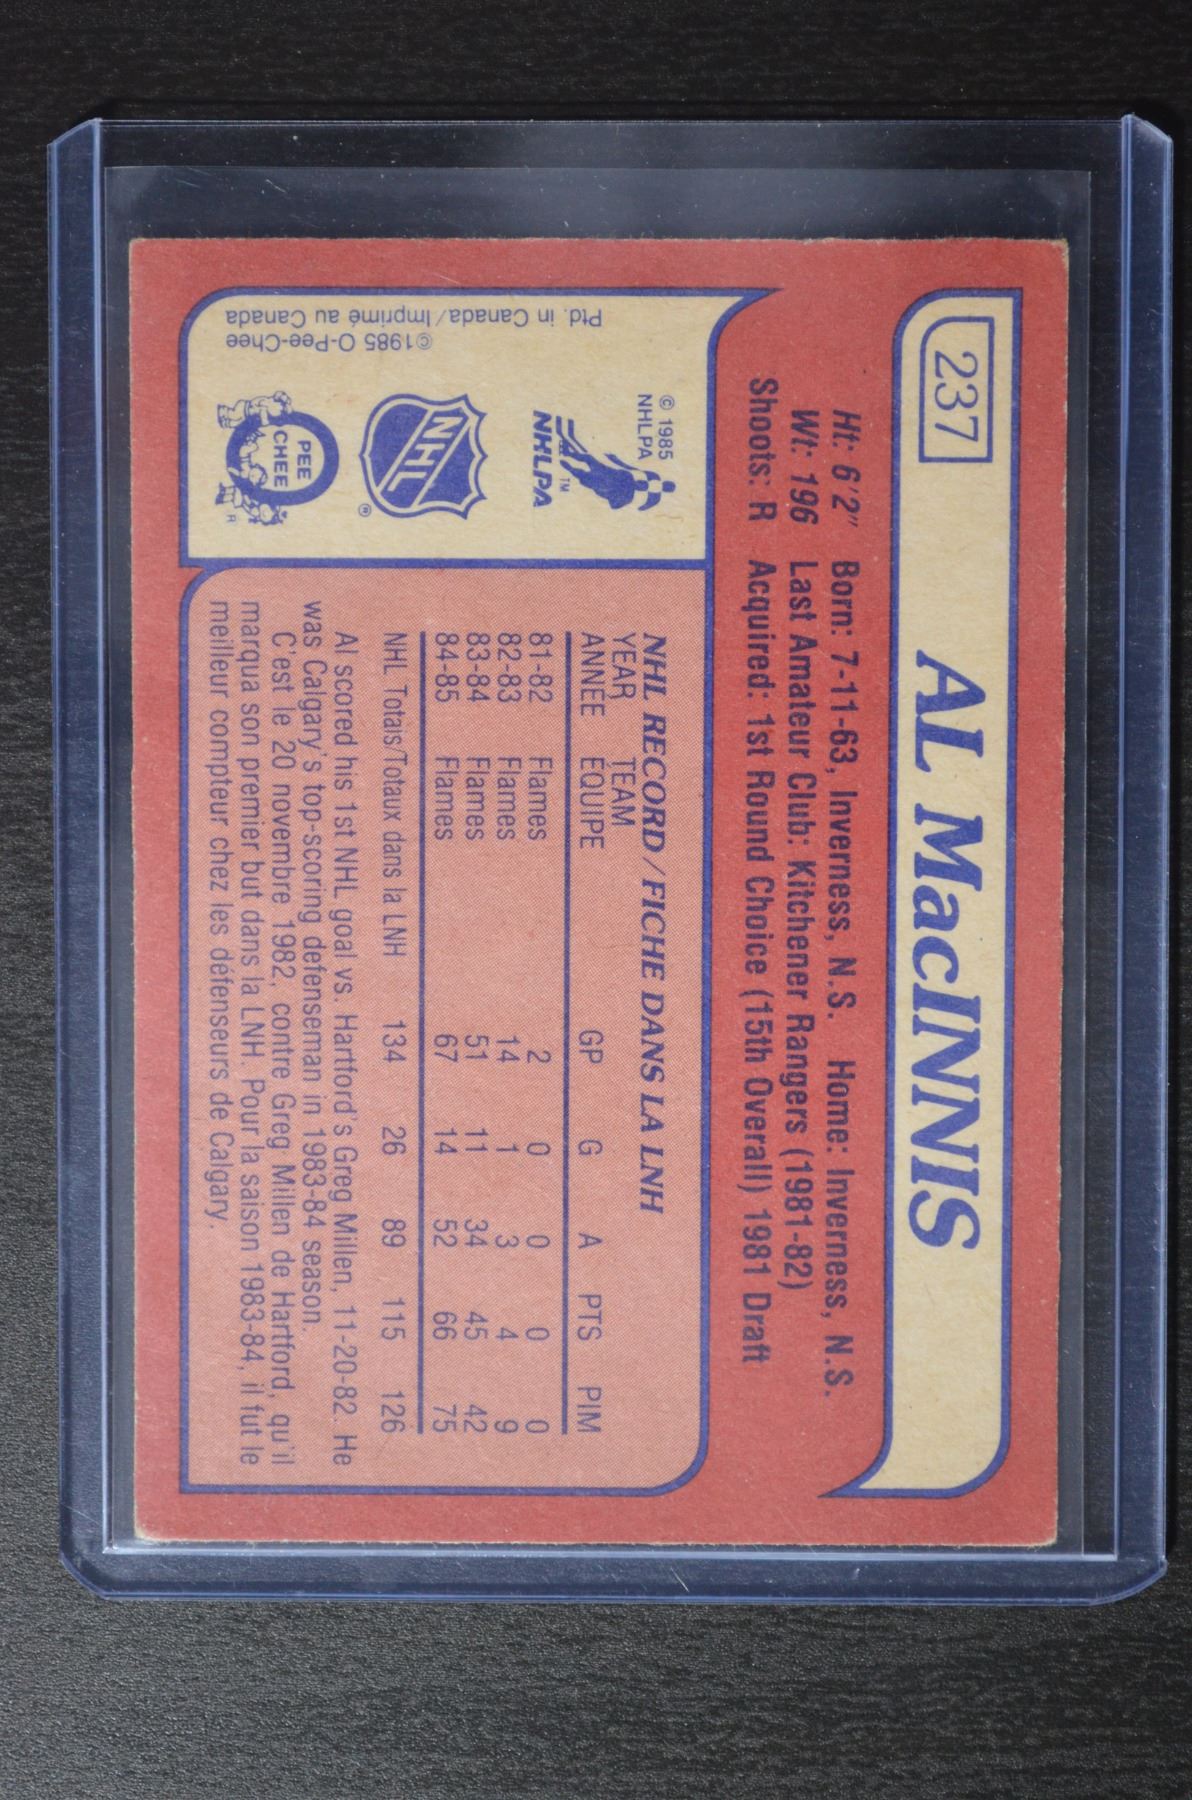 237
AL MacINNIS
Ht: 6'2" Born: 7-11-63, Inverness, N.S. Home: Inverness, N.S.
Wt: 196 Last Amateur Club: Kitchener Rangers (1981-82)
Shoots: R Acquired: 1st Round Choice (15th Overall) 1981 Draft
© 1985
NHLPA
NHLPA™
NHL®
PEE
CHEE
R
©1985 O-Pee-Chee
Ptd. in Canada/Imprimé au Canada
NHL RECORD/FICHE DANS LA LNH
YEAR TEAM
ANNEE EQUIPE GP G A PTS PIM
81-82 Flames 2 0 0 0 0
82-83 Flames 14 1 3 4 9
83-84 Flames 51 11 34 45 42
84-85 Flames 67 14 52 66 75
NHL Totals/Totaux dans la LNH 134 26 89 115 126
Al scored his 1st NHL goal vs. Hartford's Greg Millen, 11-20-82. He
was Calgary's top-scoring defenseman in 1983-84 season.
C'est le 20 novembre 1982, contre Greg Millen de Hartford, qu'il
marqua son premier but dans la LNH. Pour la saison 1983-84, il fut le
meilleur compteur chez les défenseurs de Calgary.